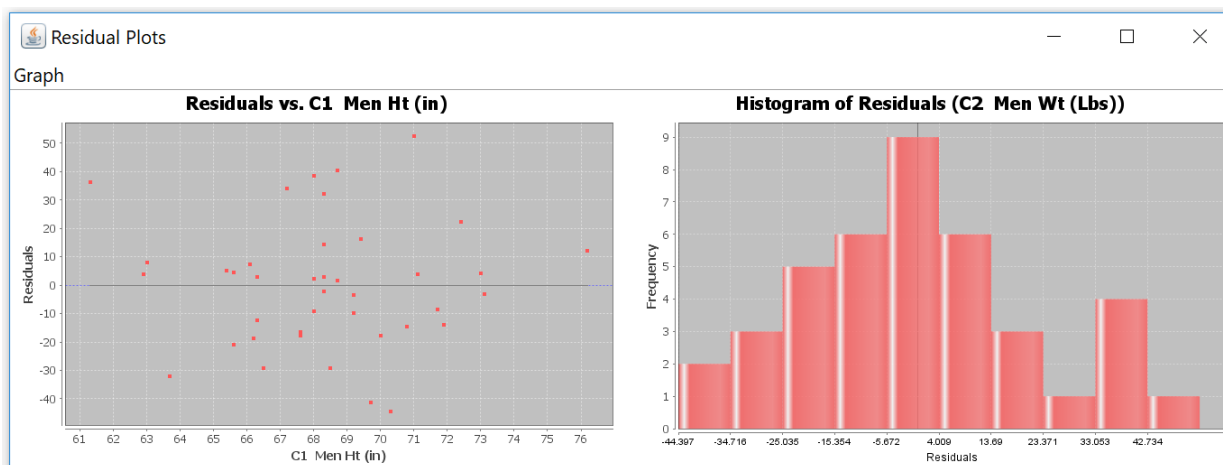 Residual Plots
Graph
Residuals vs. C1 Men Ht (in)
50
40
30
20
10
0
-10
-20
-30
-40
Residuals
61 62 63 64 65 66 67 68 69 70 71 72 73 74 75 76
C1 Men Ht (in)
Histogram of Residuals (C2 Men Wt (Lbs))
9
8
7
6
5
4
3
2
1
0
Frequency
-44.397 -34.716 -25.035 -15.354 -5.672 4.009 13.69 23.371 33.053 42.734
Residuals